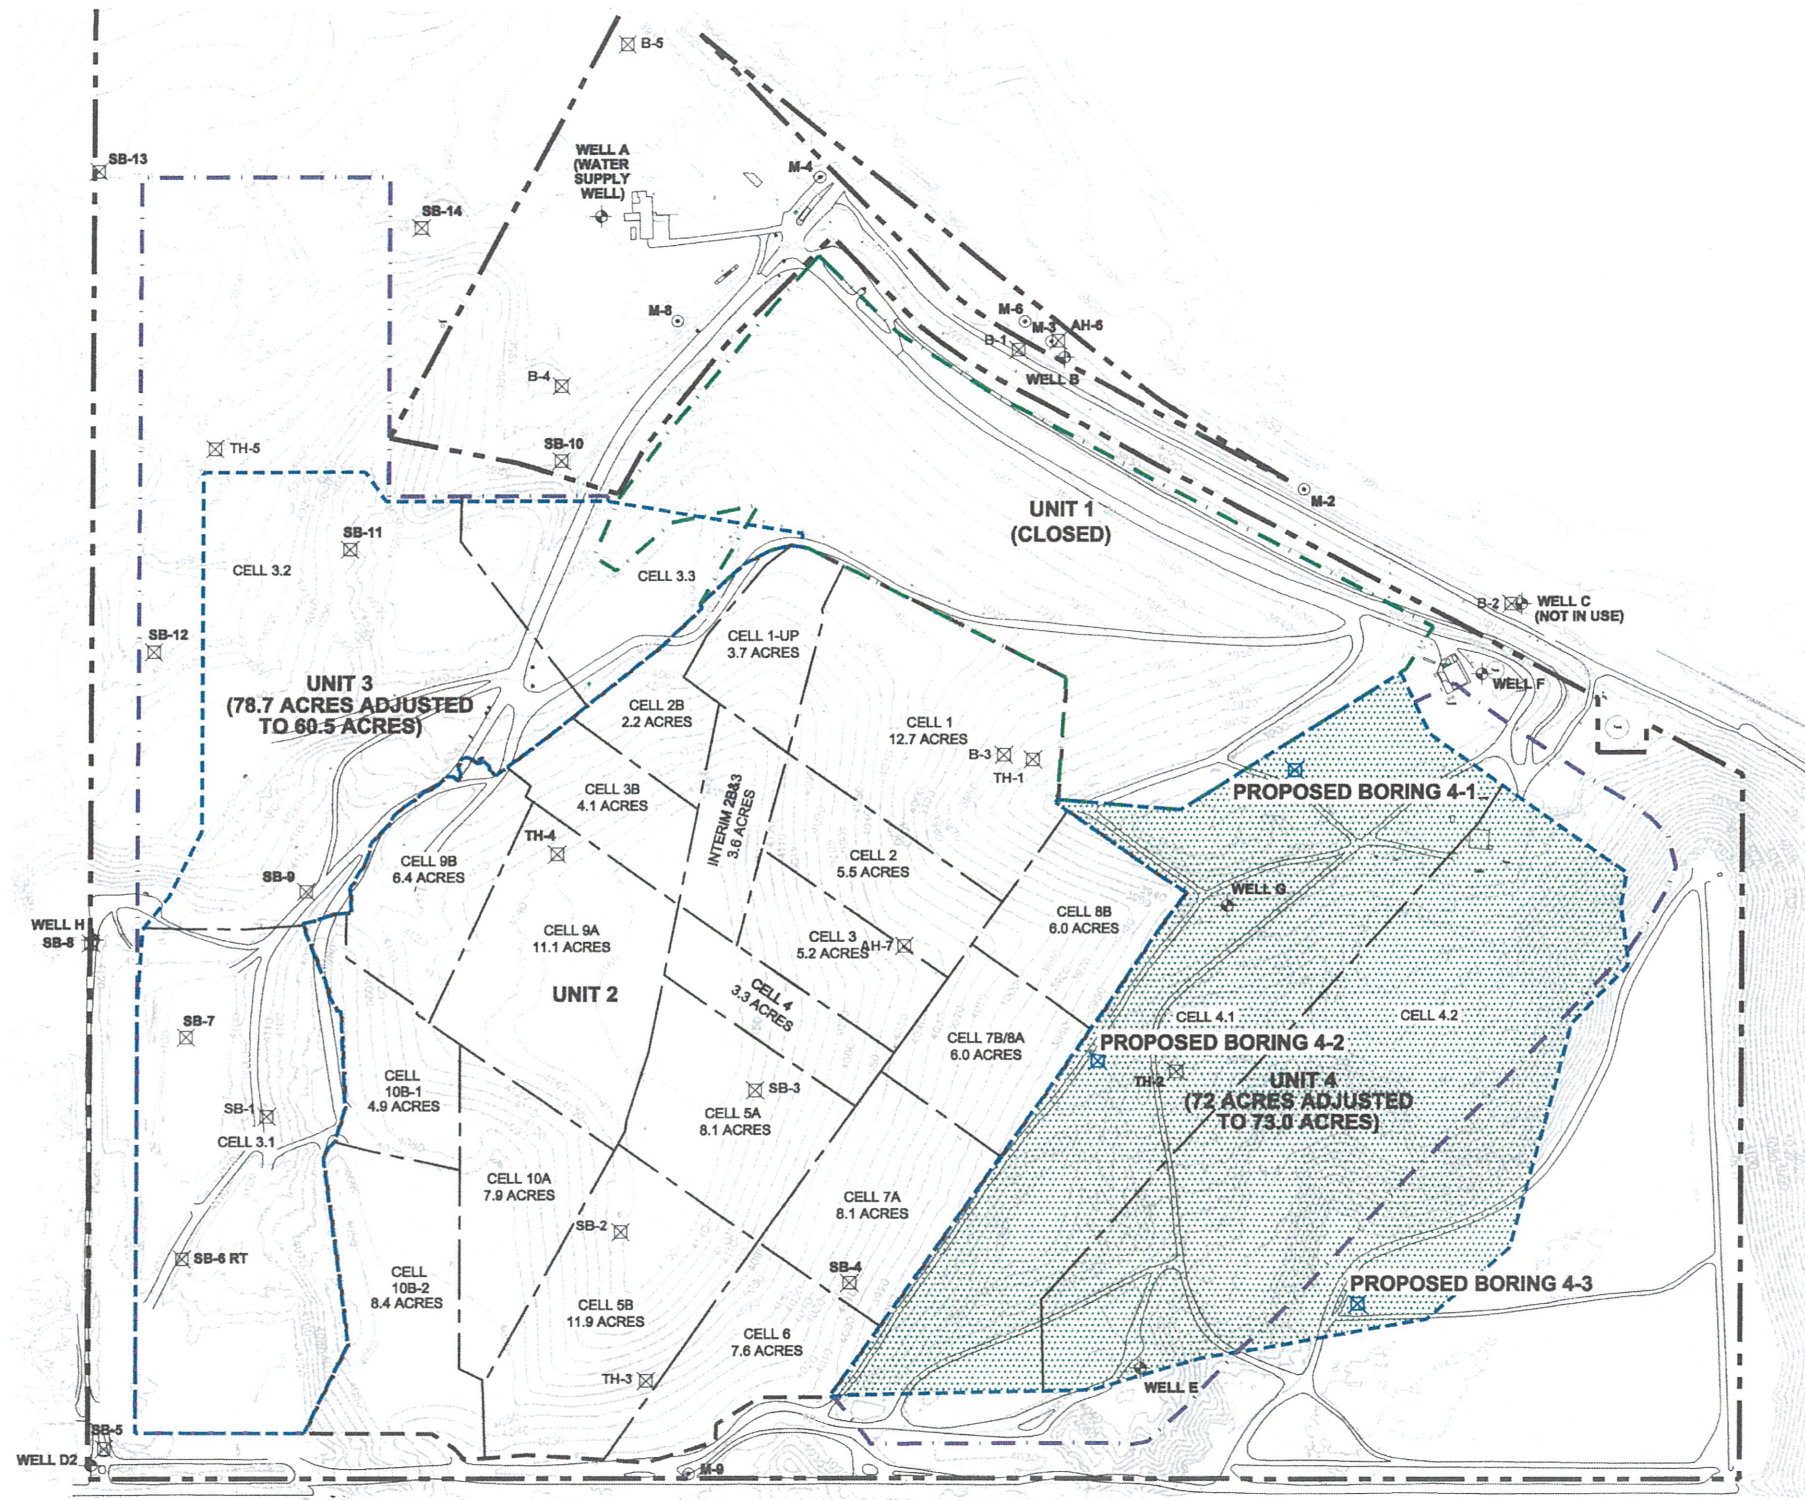 B-5
SB-13
WELL A
(WATER
SUPPLY
WELL)
M-4
SB-14
M-8
M-6
M-3
AH-6
B-1
WELL B
B-4
SB-10
TH-5
M-2
UNIT 1
(CLOSED)
SB-11
CELL 3.2
CELL 3.3
B-2
WELL C
(NOT IN USE)
SB-12
CELL 1-UP
3.7 ACRES
WELL F
UNIT 3
(78.7 ACRES ADJUSTED
TO 60.5 ACRES)
CELL 2B
2.2 ACRES
CELL 1
12.7 ACRES
B-3
TH-1
PROPOSED BORING 4-1
CELL 3B
4.1 ACRES
INTERIM 2B&3
3.6 ACRES
TH-4
CELL 9B
6.4 ACRES
CELL 2
5.5 ACRES
SB-9
WELL G
WELL H
SB-8
CELL 8B
6.0 ACRES
CELL 9A
11.1 ACRES
CELL 3
5.2 ACRES
AH-7
UNIT 2
CELL 4
3.3 ACRES
CELL 4.1
CELL 4.2
SB-7
CELL 7B/8A
6.0 ACRES
PROPOSED BORING 4-2
TH-2
UNIT 4
(72 ACRES ADJUSTED
TO 73.0 ACRES)
CELL
10B-1
4.9 ACRES
SB-3
SB-1
CELL 3.1
CELL 5A
8.1 ACRES
CELL 10A
7.9 ACRES
CELL 7A
8.1 ACRES
SB-2
SB-6 RT
CELL
10B-2
8.4 ACRES
SB-4
PROPOSED BORING 4-3
CELL 5B
11.9 ACRES
CELL 6
7.6 ACRES
TH-3
WELL E
SB-5
WELL D2
M-9